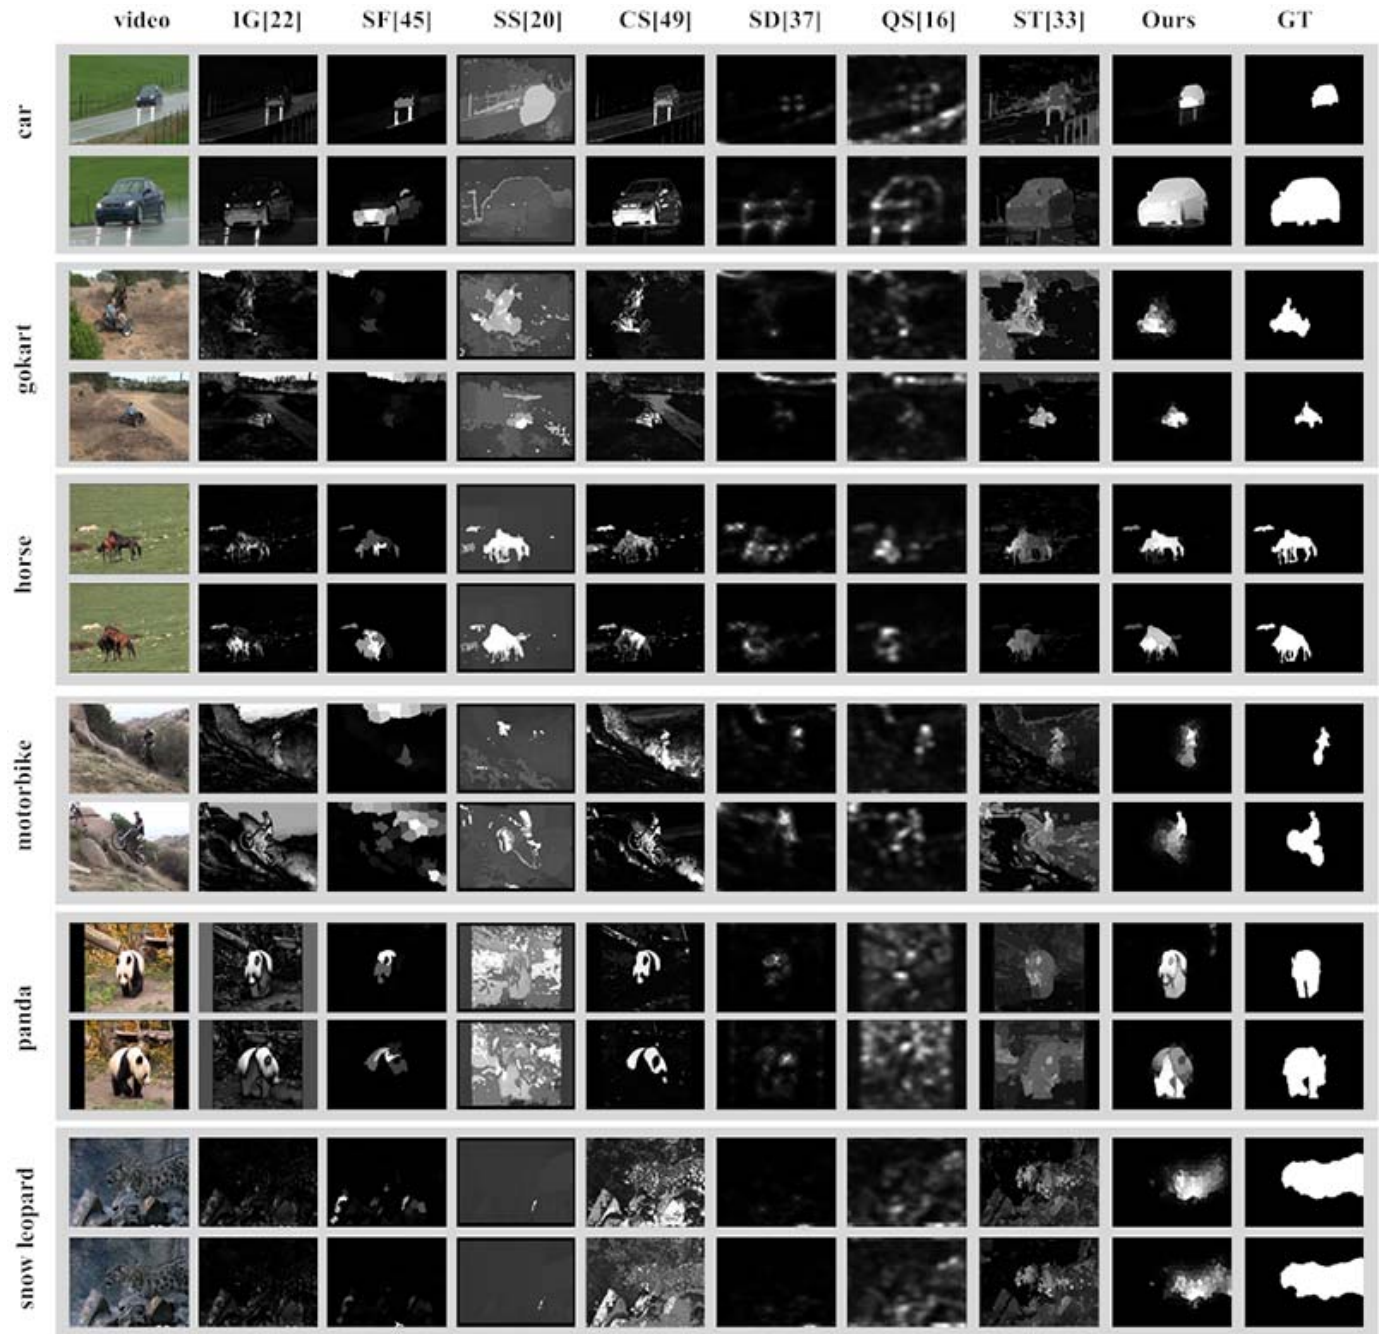 video IG[22] SF[45] SS[20] CS[49] SD[37] QS[16] ST[33] Ours GT
car
gokart
horse
motorbike
panda
snow leopard